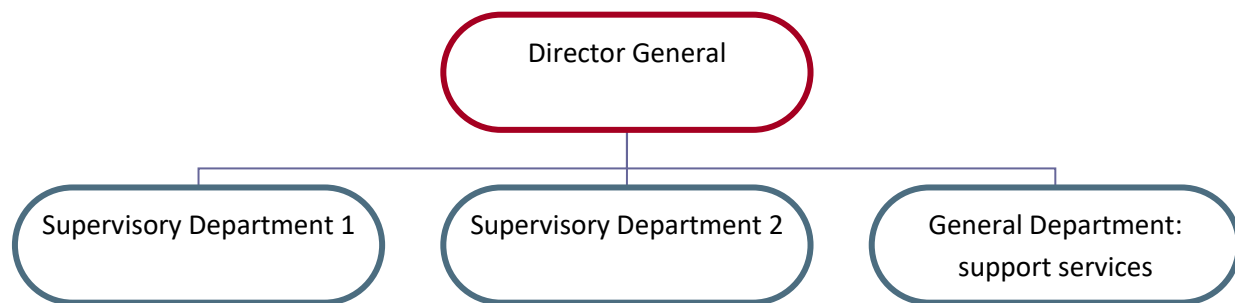 Director General
Supervisory Department 1
Supervisory Department 2
General Department:
support services